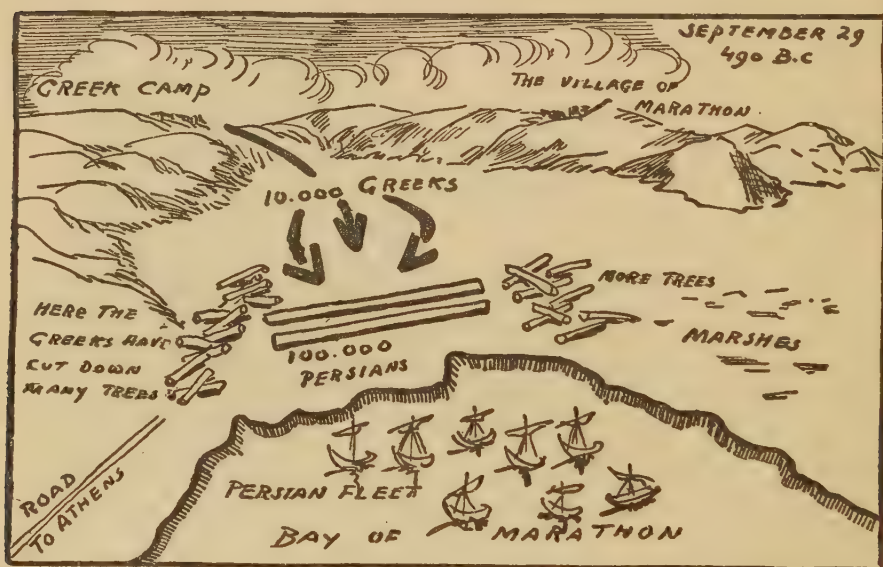 SEPTEMBER 29
490 B.C
GREEK CAMP
THE VILLAGE OF
MARATHON
10.000 GREEKS
MORE TREES
HERE THE
GREEKS HAVE
CUT DOWN
MANY TREES
MARSHES
100.000
PERSIANS
ROAD
TO ATHENS
PERSIAN FLEET
BAY OF MARATHON